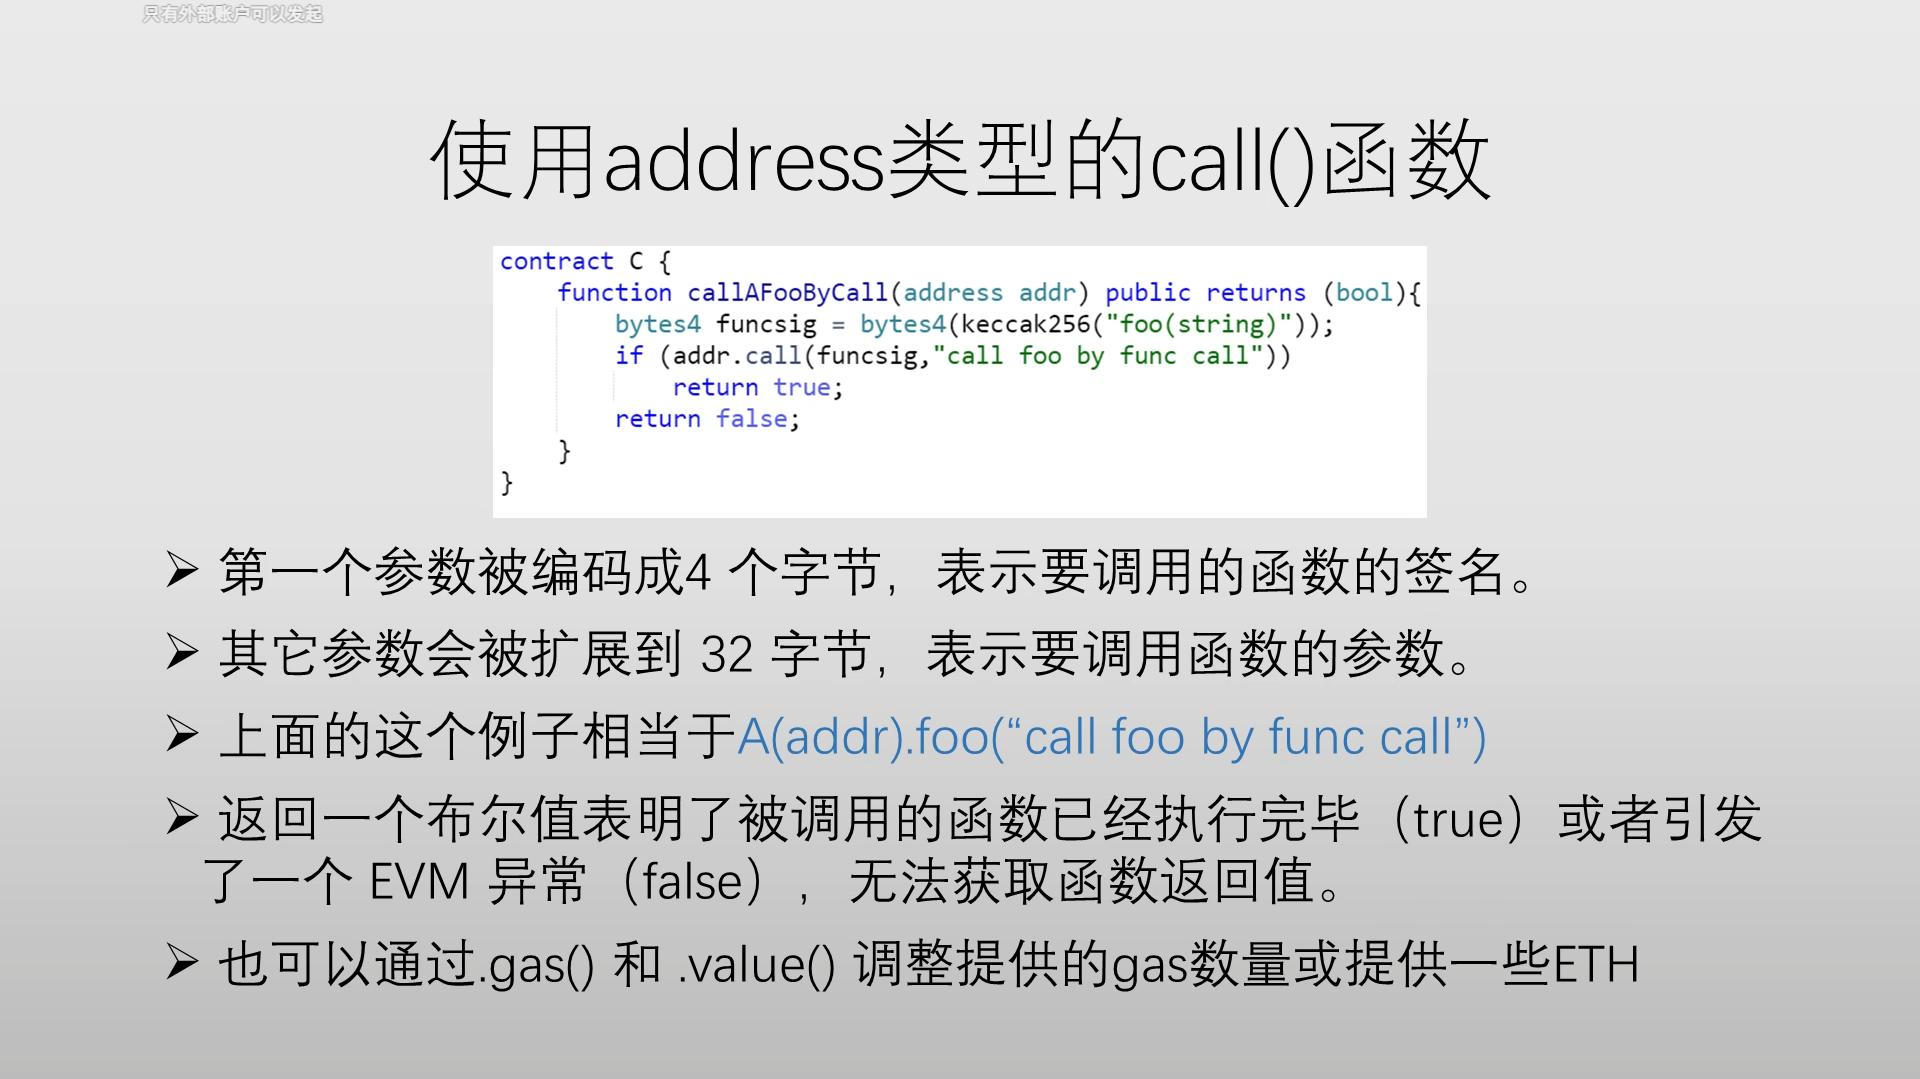 只有外部账户可以发起
使用address类型的call()函数
contract C {
    function callAFooByCall(address addr) public returns (bool){
        bytes4 funcsig = bytes4(keccak256("foo(string)"));
        if (addr.call(funcsig,"call foo by func call"))
            return true;
        return false;
    }
}
➢ 第一个参数被编码成4 个字节，表示要调用的函数的签名。
➢ 其它参数会被扩展到 32 字节，表示要调用函数的参数。
➢ 上面的这个例子相当于A(addr).foo(“call foo by func call”)
➢ 返回一个布尔值表明了被调用的函数已经执行完毕（true）或者引发
了一个 EVM 异常（false），无法获取函数返回值。
➢ 也可以通过.gas() 和 .value() 调整提供的gas数量或提供一些ETH